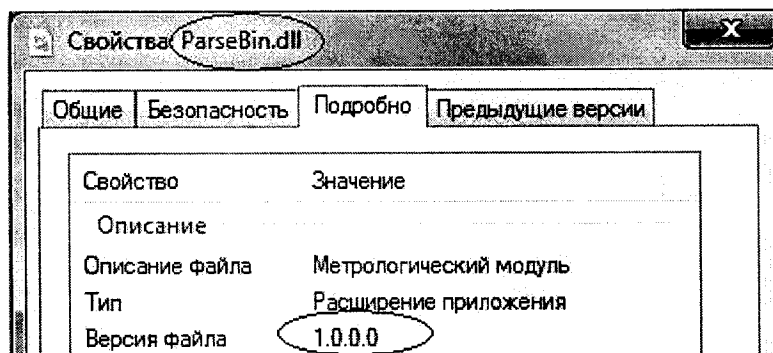 Свойства ParseBin.dll
Общие Безопасность Подробно Предыдущие версии
Свойство Значение
Описание
Описание файла Метрологический модуль
Тип Расширение приложения
Версия файла 1.0.0.0